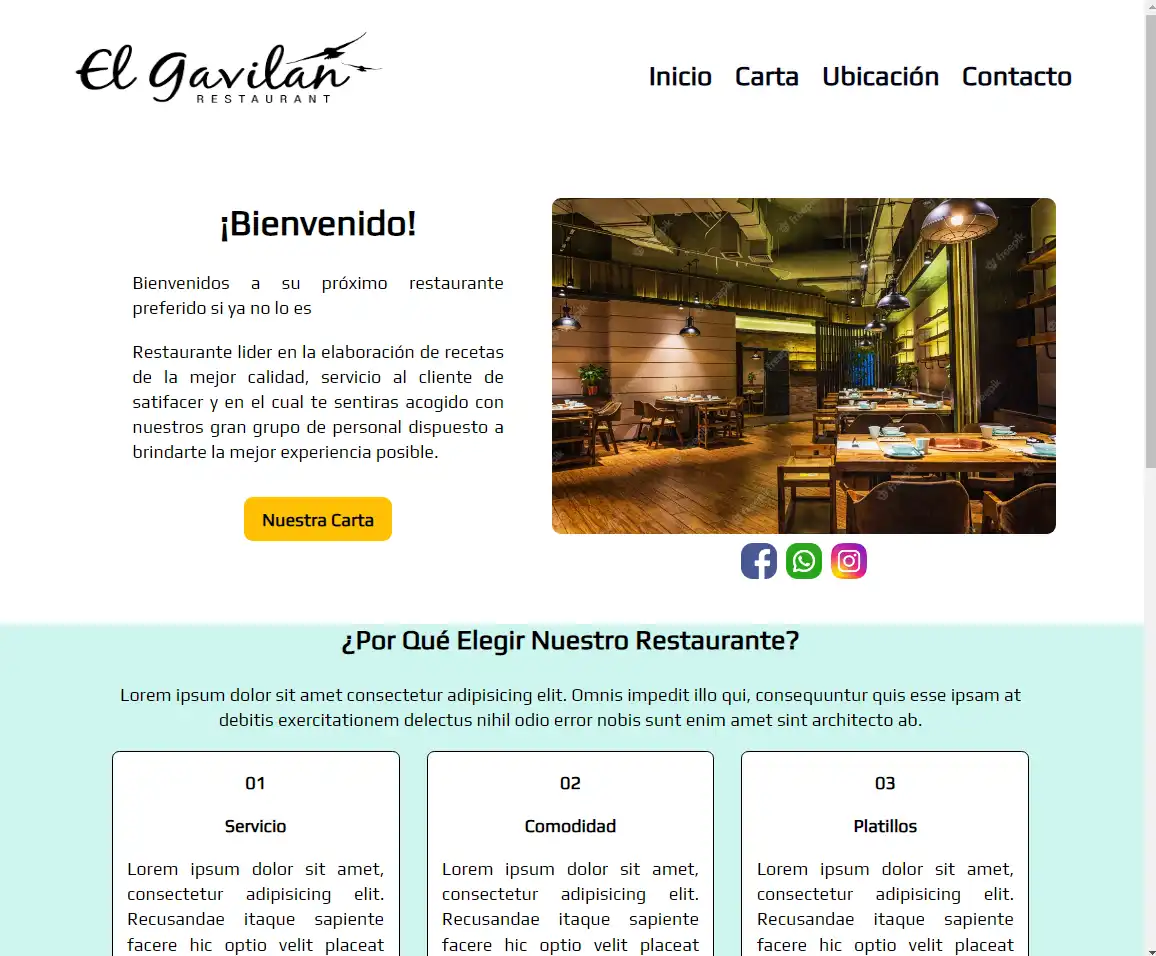 El Gavilan
RESTAURANT
Inicio Carta Ubicación Contacto
¡Bienvenido!
Bienvenidos a su próximo restaurante
preferido si ya no lo es
Restaurante lider en la elaboración de recetas
de la mejor calidad, servicio al cliente de
satifacer y en el cual te sentiras acogido con
nuestros gran grupo de personal dispuesto a
brindarte la mejor experiencia posible.
Nuestra Carta
¿Por Qué Elegir Nuestro Restaurante?
Lorem ipsum dolor sit amet consectetur adipisicing elit. Omnis impedit illo qui, consequuntur quis esse ipsam at
debitis exercitationem delectus nihil odio error nobis sunt enim amet sint architecto ab.
01
Servicio
Lorem ipsum dolor sit amet,
consectetur adipisicing elit.
Recusandae itaque sapiente
facere hic optio velit placeat
02
Comodidad
Lorem ipsum dolor sit amet,
consectetur adipisicing elit.
Recusandae itaque sapiente
facere hic optio velit placeat
03
Platillos
Lorem ipsum dolor sit amet,
consectetur adipisicing elit.
Recusandae itaque sapiente
facere hic optio velit placeat